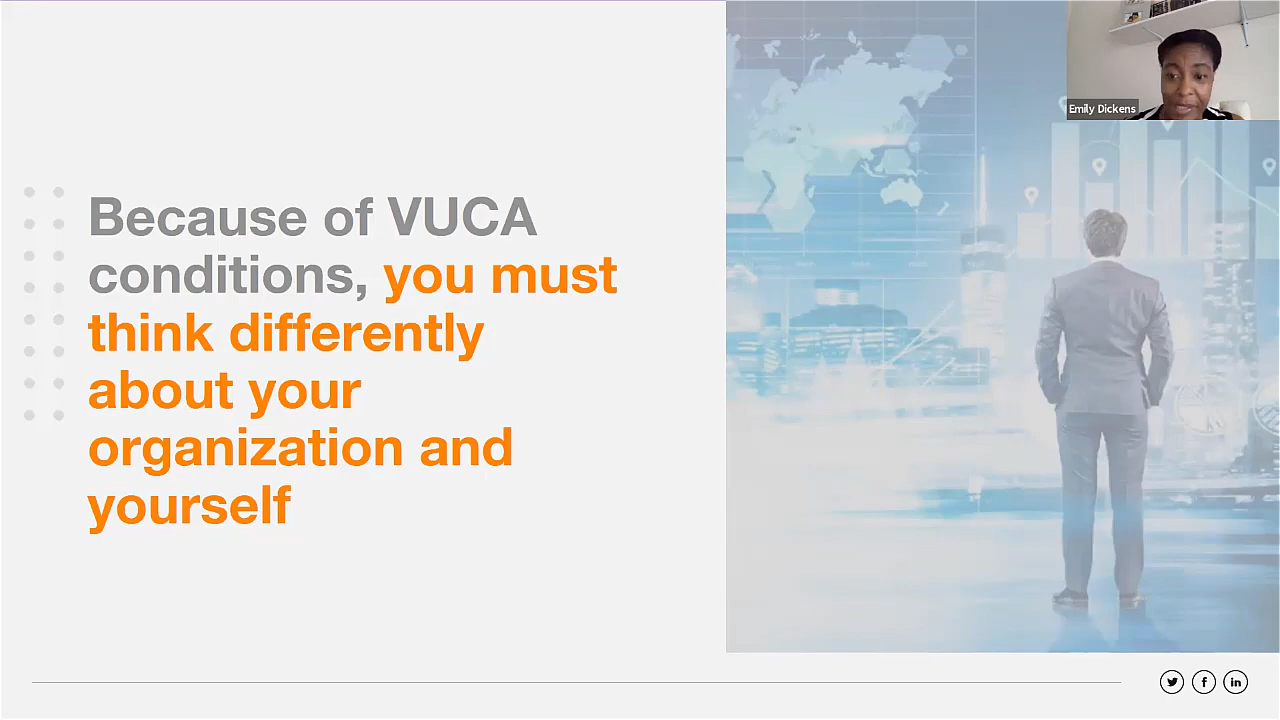 Emily Dickens
Because of VUCA
conditions, you must
think differently
about your
organization and
yourself